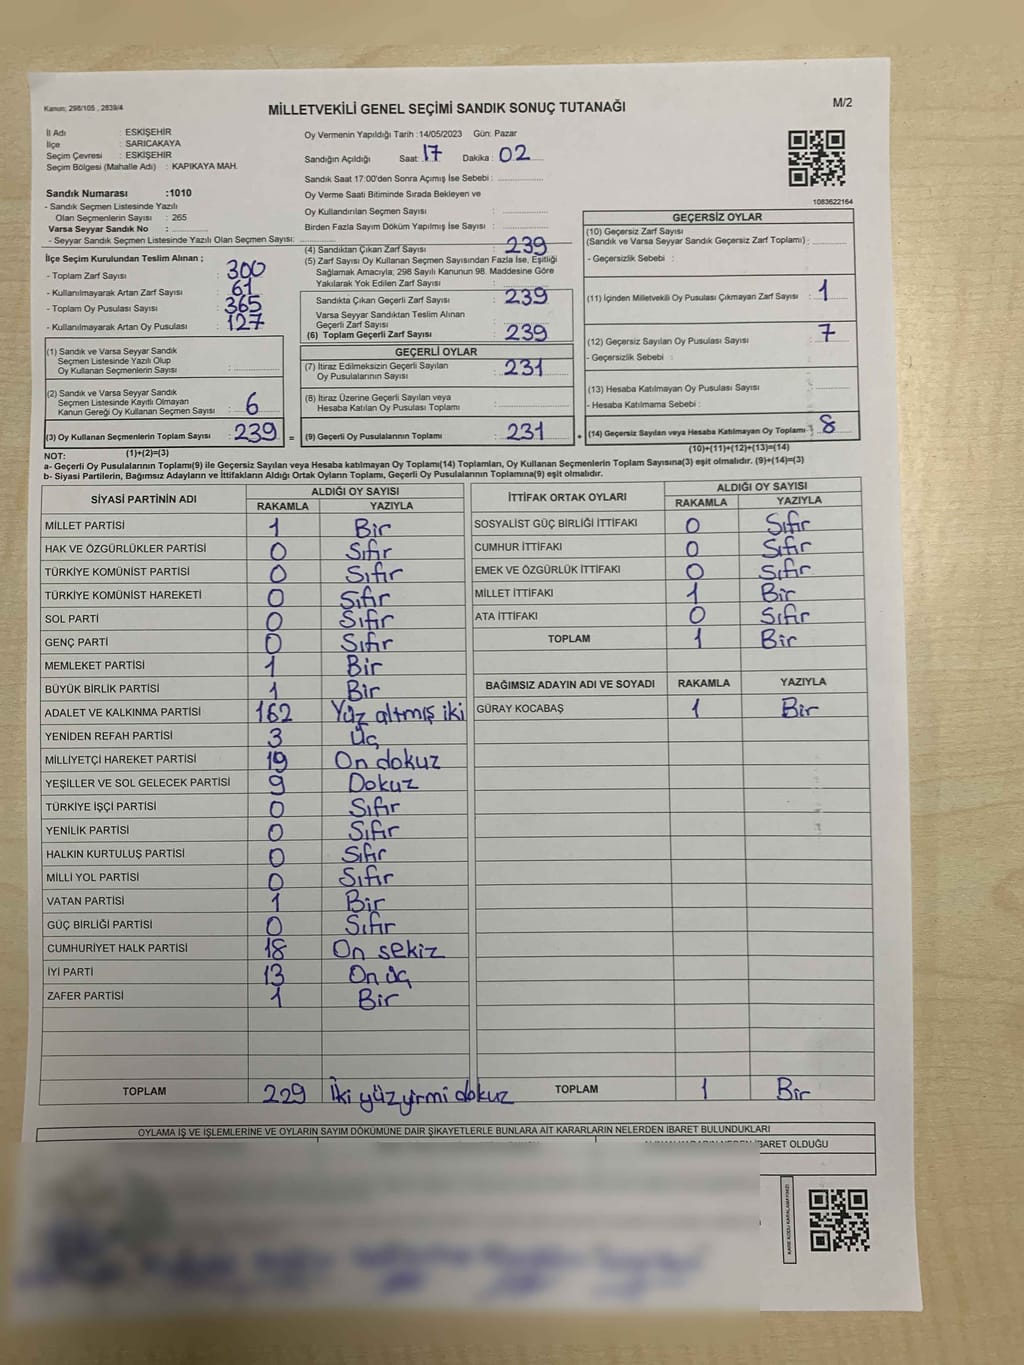 Kanun, 298/105 , 2839/4
MİLLETVEKİLİ GENEL SEÇİMİ SANDIK SONUÇ TUTANAĞI
M/2
İl Adı : ESKİŞEHİR
İlçe : SARICAKAYA
Seçim Çevresi : ESKİŞEHİR
Seçim Bölgesi (Mahalle Adı) : KAPIKAYA MAH.
Sandık Numarası :1010
- Sandık Seçmen Listesinde Yazılı
Olan Seçmenlerin Sayısı : 265
Varsa Seyyar Sandık No :
- Seyyar Sandık Seçmen Listesinde Yazılı Olan Seçmen Sayısı:
Oy Vermenin Yapıldığı Tarih :14/05/2023 Gün: Pazar
Sandığın Açıldığı Saat: 17 Dakika : 02
Sandık Saat 17:00'den Sonra Açımış İse Sebebi :
Oy Verme Saati Bitiminde Sırada Bekleyen ve
Oy Kullandırılan Seçmen Sayısı :
Birden Fazla Sayım Döküm Yapılmış İse Sayısı :
1083622164
İlçe Seçim Kurulundan Teslim Alınan ;
- Toplam Zarf Sayısı : 300
- Kullanılmayarak Artan Zarf Sayısı : 61
- Toplam Oy Pusulası Sayısı : 365
- Kullanılmayarak Artan Oy Pusulası : 127
(1) Sandık ve Varsa Seyyar Sandık
Seçmen Listesinde Yazılı Olup
Oy Kullanan Seçmenlerin Sayısı :
(2) Sandık ve Varsa Seyyar Sandık
Seçmen Listesinde Kayıtlı Olmayan
Kanun Gereği Oy Kullanan Seçmen Sayısı : 6
(3) Oy Kullanan Seçmenlerin Toplam Sayısı : 239 =
(4) Sandıktan Çıkan Zarf Sayısı : 239
(5) Zarf Sayısı Oy Kullanan Seçmen Sayısından Fazla İse, Eşitliği
Sağlamak Amacıyla; 298 Sayılı Kanunun 98. Maddesine Göre
Yakılarak Yok Edilen Zarf Sayısı :
Sandıkta Çıkan Geçerli Zarf Sayısı : 239
Varsa Seyyar Sandıktan Teslim Alınan
Geçerli Zarf Sayısı :
(6) Toplam Geçerli Zarf Sayısı : 239
GEÇERLİ OYLAR
(7) İtiraz Edilmeksizin Geçerli Sayılan
Oy Pusulalarının Sayısı : 231
(8) İtiraz Üzerine Geçerli Sayılan veya
Hesaba Katılan Oy Pusulası Toplamı :
(9) Geçerli Oy Pusulalarının Toplamı : 231 +
GEÇERSİZ OYLAR
(10) Geçersiz Zarf Sayısı
(Sandık ve Varsa Seyyar Sandık Geçersiz Zarf Toplamı) :
- Geçersizlik Sebebi :
(11) İçinden Milletvekili Oy Pusulası Çıkmayan Zarf Sayısı : 1
(12) Geçersiz Sayılan Oy Pusulası Sayısı : 7
- Geçersizlik Sebebi :
(13) Hesaba Katılmayan Oy Pusulası Sayısı :
- Hesaba Katılmama Sebebi :
(14) Geçersiz Sayılan veya Hesaba Katılmayan Oy Toplamı : 8
NOT: (1)+(2)=(3) (10)+(11)+(12)+(13)=(14)
a- Geçerli Oy Pusulalarının Toplamı(9) ile Geçersiz Sayılan veya Hesaba katılmayan Oy Toplamı(14) Toplamları, Oy Kullanan Seçmenlerin Toplam Sayısına(3) eşit olmalıdır. (9)+(14)=(3)
b- Siyasi Partilerin, Bağımsız Adayların ve İttifakların Aldığı Ortak Oyların Toplamı, Geçerli Oy Pusulalarının Toplamına(9) eşit olmalıdır.
SİYASİ PARTİNİN ADI ALDIĞI OY SAYISI
RAKAMLA YAZIYLA
MİLLET PARTİSİ 1 Bir
HAK VE ÖZGÜRLÜKLER PARTİSİ 0 Sıfır
TÜRKİYE KOMÜNİST PARTİSİ 0 Sıfır
TÜRKİYE KOMÜNİST HAREKETİ 0 Sıfır
SOL PARTİ 0 Sıfır
GENÇ PARTİ 0 Sıfır
MEMLEKET PARTİSİ 1 Bir
BÜYÜK BİRLİK PARTİSİ 1 Bir
ADALET VE KALKINMA PARTİSİ 162 Yüz altmış iki
YENİDEN REFAH PARTİSİ 3 Üç
MİLLİYETÇİ HAREKET PARTİSİ 19 On dokuz
YEŞİLLER VE SOL GELECEK PARTİSİ 9 Dokuz
TÜRKİYE İŞÇİ PARTİSİ 0 Sıfır
YENİLİK PARTİSİ 0 Sıfır
HALKIN KURTULUŞ PARTİSİ 0 Sıfır
MİLLİ YOL PARTİSİ 0 Sıfır
VATAN PARTİSİ 1 Bir
GÜÇ BİRLİĞİ PARTİSİ 0 Sıfır
CUMHURİYET HALK PARTİSİ 18 On sekiz
İYİ PARTİ 13 On üç
ZAFER PARTİSİ 1 Bir
TOPLAM 229 İki yüz yirmi dokuz
İTTİFAK ORTAK OYLARI ALDIĞI OY SAYISI
RAKAMLA YAZIYLA
SOSYALİST GÜÇ BİRLİĞİ İTTİFAKI 0 Sıfır
CUMHUR İTTİFAKI 0 Sıfır
EMEK VE ÖZGÜRLÜK İTTİFAKI 0 Sıfır
MİLLET İTTİFAKI 1 Bir
ATA İTTİFAKI 0 Sıfır
TOPLAM 1 Bir
BAĞIMSIZ ADAYIN ADI VE SOYADI RAKAMLA YAZIYLA
GÜRAY KOCABAŞ 1 Bir
TOPLAM 1 Bir
OYLAMA İŞ VE İŞLEMLERİNE VE OYLARIN SAYIM DÖKÜMÜNE DAİR ŞİKAYETLERLE BUNLARA AİT KARARLARIN NELERDEN İBARET BULUNDUKLARI
İBARET OLDUĞU